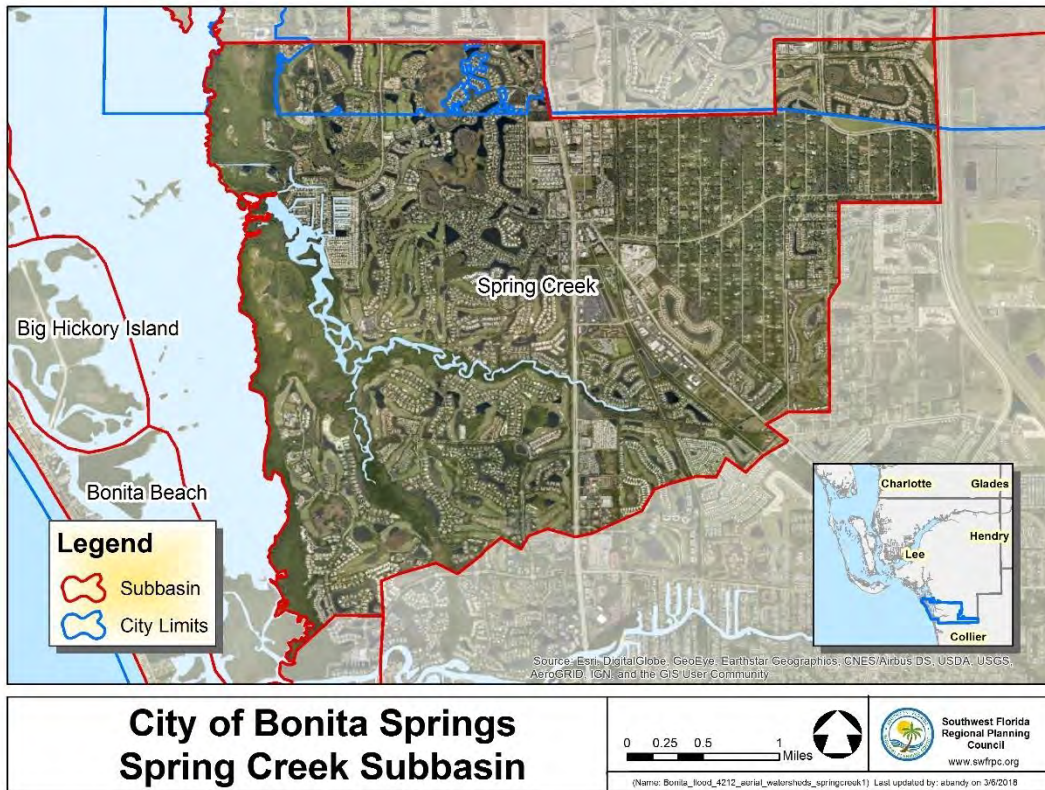 Spring Creek
Big Hickory Island
Bonita Beach
Legend
Subbasin
City Limits
Charlotte
Glades
Hendry
Lee
Collier
Source: Esri, DigitalGlobe, GeoEye, Earthstar Geographics, CNES/Airbus DS, USDA, USGS,
AeroGRID, IGN, and the GIS User Community
City of Bonita Springs
Spring Creek Subbasin
0 0.25 0.5 1
Miles
Southwest Florida
Regional Planning
Council
www.swfrpc.org
(Name: Bonita_flood_4212_aerial_watersheds_springcreek1) Last updated by: abandy on 3/6/2018